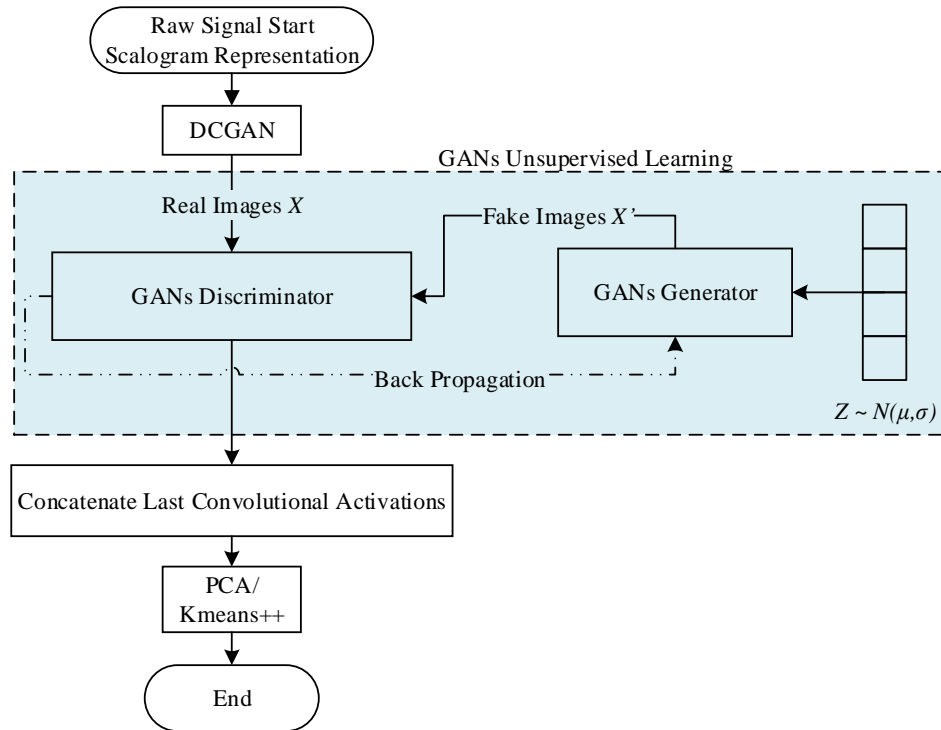 Raw Signal Start
Scalogram Representation
DCGAN
GANs Unsupervised Learning
Real Images X
Fake Images X’
GANs Discriminator
GANs Generator
Back Propagation
Z ~ N(μ,σ)
Concatenate Last Convolutional Activations
PCA/
Kmeans++
End